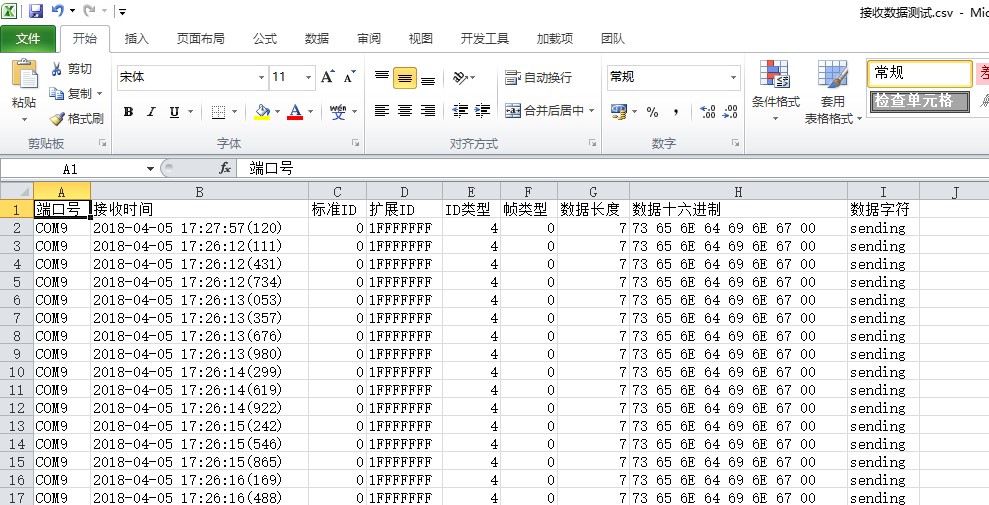 接收数据测试.csv - Mic
文件 开始 插入 页面布局 公式 数据 审阅 视图 开发工具 加载项 团队
剪切
复制
格式刷
粘贴
剪贴板
宋体 11 A A
B I U A wén 文
字体
自动换行
合并后居中
对齐方式
常规
% , .00
数字
条件格式
套用
表格格式
常规
检查单元格
差
A1 fx 端口号
A B C D E F G H I J
1 端口号 接收时间 标准ID 扩展ID ID类型 帧类型 数据长度 数据十六进制 数据字符
2 COM9 2018-04-05 17:27:57(120) 0 1FFFFFFF 4 0 7 73 65 6E 64 69 6E 67 00 sending
3 COM9 2018-04-05 17:26:12(111) 0 1FFFFFFF 4 0 7 73 65 6E 64 69 6E 67 00 sending
4 COM9 2018-04-05 17:26:12(431) 0 1FFFFFFF 4 0 7 73 65 6E 64 69 6E 67 00 sending
5 COM9 2018-04-05 17:26:12(734) 0 1FFFFFFF 4 0 7 73 65 6E 64 69 6E 67 00 sending
6 COM9 2018-04-05 17:26:13(053) 0 1FFFFFFF 4 0 7 73 65 6E 64 69 6E 67 00 sending
7 COM9 2018-04-05 17:26:13(357) 0 1FFFFFFF 4 0 7 73 65 6E 64 69 6E 67 00 sending
8 COM9 2018-04-05 17:26:13(676) 0 1FFFFFFF 4 0 7 73 65 6E 64 69 6E 67 00 sending
9 COM9 2018-04-05 17:26:13(980) 0 1FFFFFFF 4 0 7 73 65 6E 64 69 6E 67 00 sending
10 COM9 2018-04-05 17:26:14(299) 0 1FFFFFFF 4 0 7 73 65 6E 64 69 6E 67 00 sending
11 COM9 2018-04-05 17:26:14(619) 0 1FFFFFFF 4 0 7 73 65 6E 64 69 6E 67 00 sending
12 COM9 2018-04-05 17:26:14(922) 0 1FFFFFFF 4 0 7 73 65 6E 64 69 6E 67 00 sending
13 COM9 2018-04-05 17:26:15(242) 0 1FFFFFFF 4 0 7 73 65 6E 64 69 6E 67 00 sending
14 COM9 2018-04-05 17:26:15(546) 0 1FFFFFFF 4 0 7 73 65 6E 64 69 6E 67 00 sending
15 COM9 2018-04-05 17:26:15(865) 0 1FFFFFFF 4 0 7 73 65 6E 64 69 6E 67 00 sending
16 COM9 2018-04-05 17:26:16(169) 0 1FFFFFFF 4 0 7 73 65 6E 64 69 6E 67 00 sending
17 COM9 2018-04-05 17:26:16(488) 0 1FFFFFFF 4 0 7 73 65 6E 64 69 6E 67 00 sending